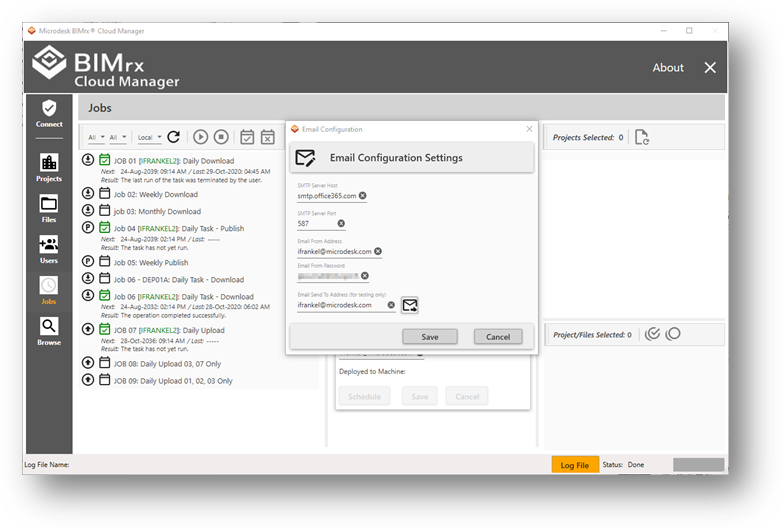 Microdesk BIMrx® Cloud Manager
BIMrx
Cloud Manager
About
Connect
Projects
Files
Users
Jobs
Browse
Jobs
All All Local
JOB 01 [IFRANKEL2]: Daily Download
Next: 24-Aug-2039: 09:14 AM / Last: 29-Oct-2020: 04:45 AM
Result: The last run of the task was terminated by the user.
Job 02: Weekly Download
job 03: Monthly Download
Job 04 [IFRANKEL2]: Daily Task - Publish
Next: 24-Aug-2039: 02:14 PM / Last: -----
Result: The task has not yet run.
Job 05: Weekly Publish
Job 06 - DEP01A: Daily Task - Download
Job 06 [IFRANKEL2]: Daily Task - Download
Next: 24-Aug-2032: 02:14 PM / Last: 28-Oct-2020: 06:02 AM
Result: The operation completed successfully.
JOB 07 [IFRANKEL2]: Daily Upload
Next: 28-Oct-2036: 09:14 AM / Last: -----
Result: The task has not yet run.
JOB 08: Daily Upload 03, 07 Only
JOB 09: Daily Upload 01, 02, 03 Only
Email Configuration
Email Configuration Settings
SMTP Server Host
smtp.office365.com
SMTP Server Port
587
Email From Address
ifrankel@microdesk.com
Email From Password
Email Send To Address (for testing only)
ifrankel@microdesk.com
Save Cancel
Deployed to Machine:
Schedule Save Cancel
Projects Selected: 0
Project/Files Selected: 0
Log File Name:
Log File Status: Done